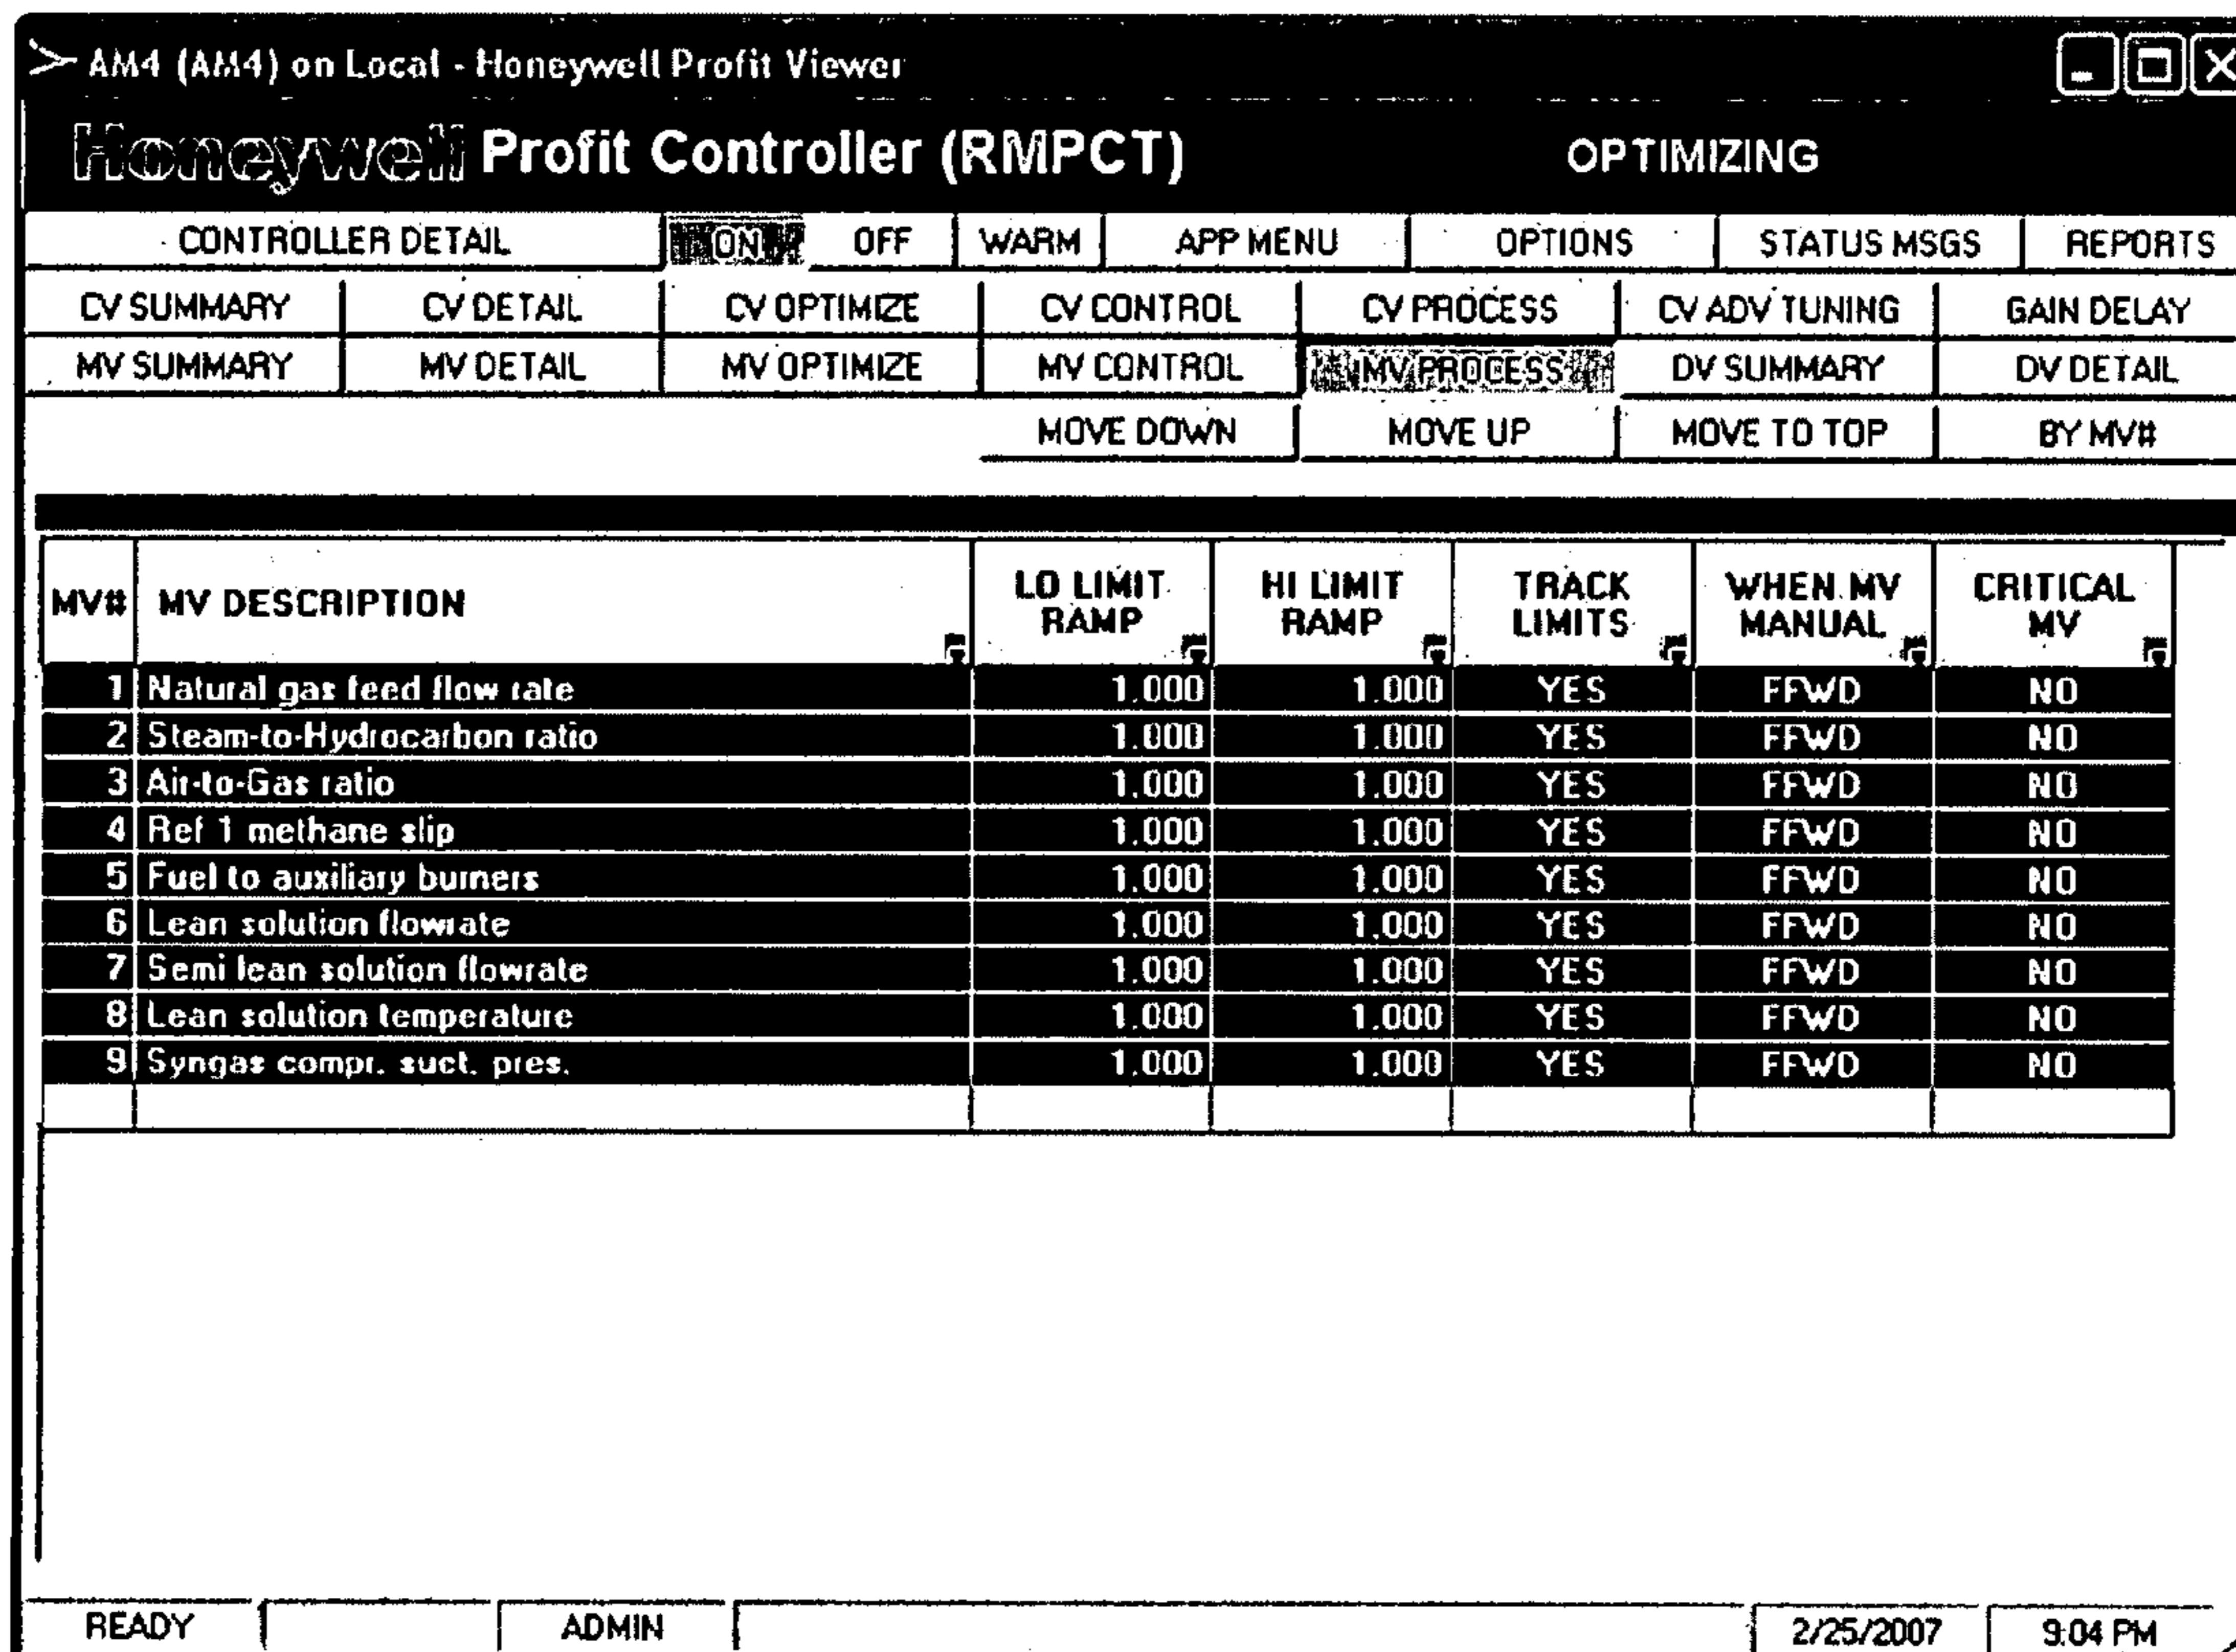 AM4 (AM4) on Local - Honeywell Profit Viewer
Honeywell Profit Controller (RMPCT) OPTIMIZING
CONTROLLER DETAIL ON OFF WARM APP MENU OPTIONS STATUS MSGS REPORTS
CV SUMMARY CV DETAIL CV OPTIMIZE CV CONTROL CV PROCESS CV ADV TUNING GAIN DELAY
MV SUMMARY MV DETAIL MV OPTIMIZE MV CONTROL MV PROCESS DV SUMMARY DV DETAIL
MOVE DOWN MOVE UP MOVE TO TOP BY MV#
MV# MV DESCRIPTION LO LIMIT RAMP HI LIMIT RAMP TRACK LIMITS WHEN MV MANUAL CRITICAL MV
1 Natural gas feed flow rate 1.000 1.000 YES FFWD NO
2 Steam-to-Hydrocarbon ratio 1.000 1.000 YES FFWD NO
3 Air-to-Gas ratio 1.000 1.000 YES FFWD NO
4 Ref 1 methane slip 1.000 1.000 YES FFWD NO
5 Fuel to auxiliary burners 1.000 1.000 YES FFWD NO
6 Lean solution flowrate 1.000 1.000 YES FFWD NO
7 Semi lean solution flowrate 1.000 1.000 YES FFWD NO
8 Lean solution temperature 1.000 1.000 YES FFWD NO
9 Syngas compr. suct. pres. 1.000 1.000 YES FFWD NO
READY ADMIN 2/25/2007 9:04 PM